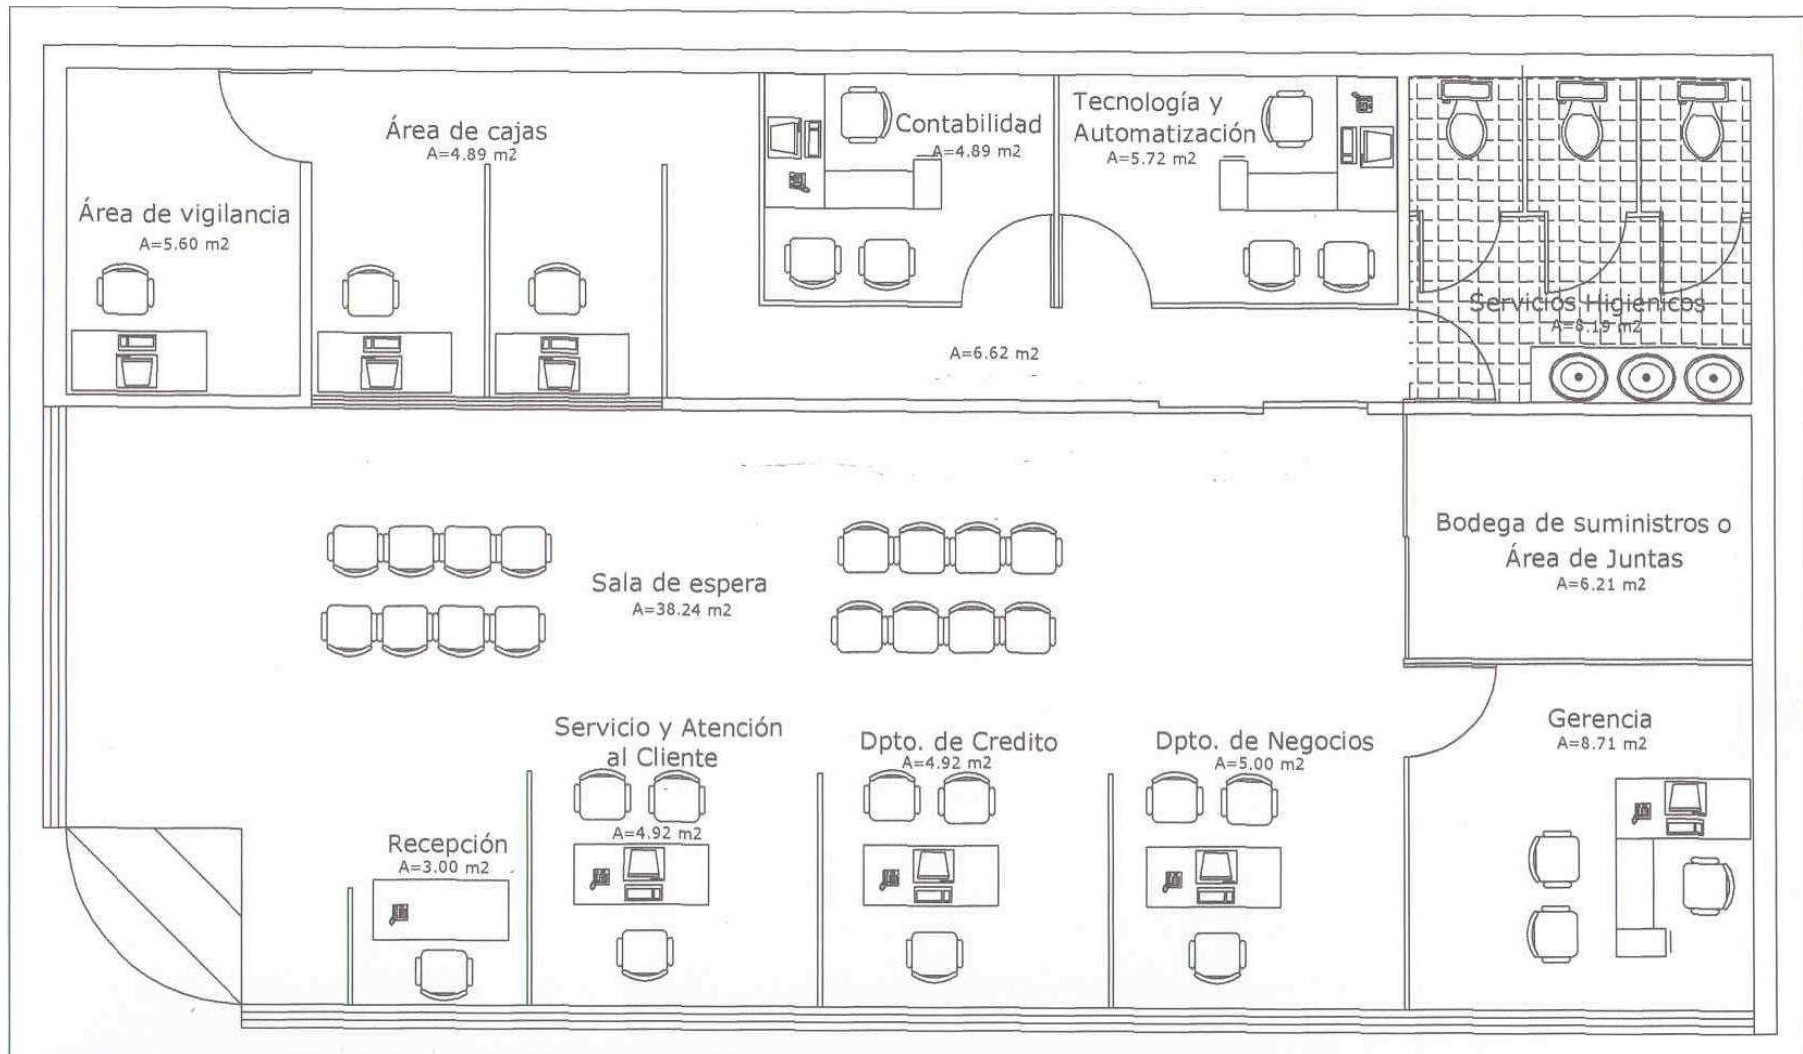 Área de vigilancia
A=5.60 m2
Área de cajas
A=4.89 m2
Contabilidad
A=4.89 m2
Tecnología y
Automatización
A=5.72 m2
Servicios Higienicos
A=8.19 m2
A=6.62 m2
Sala de espera
A=38.24 m2
Bodega de suministros o
Área de Juntas
A=6.21 m2
Recepción
A=3.00 m2
Servicio y Atención
al Cliente
A=4.92 m2
Dpto. de Credito
A=4.92 m2
Dpto. de Negocios
A=5.00 m2
Gerencia
A=8.71 m2